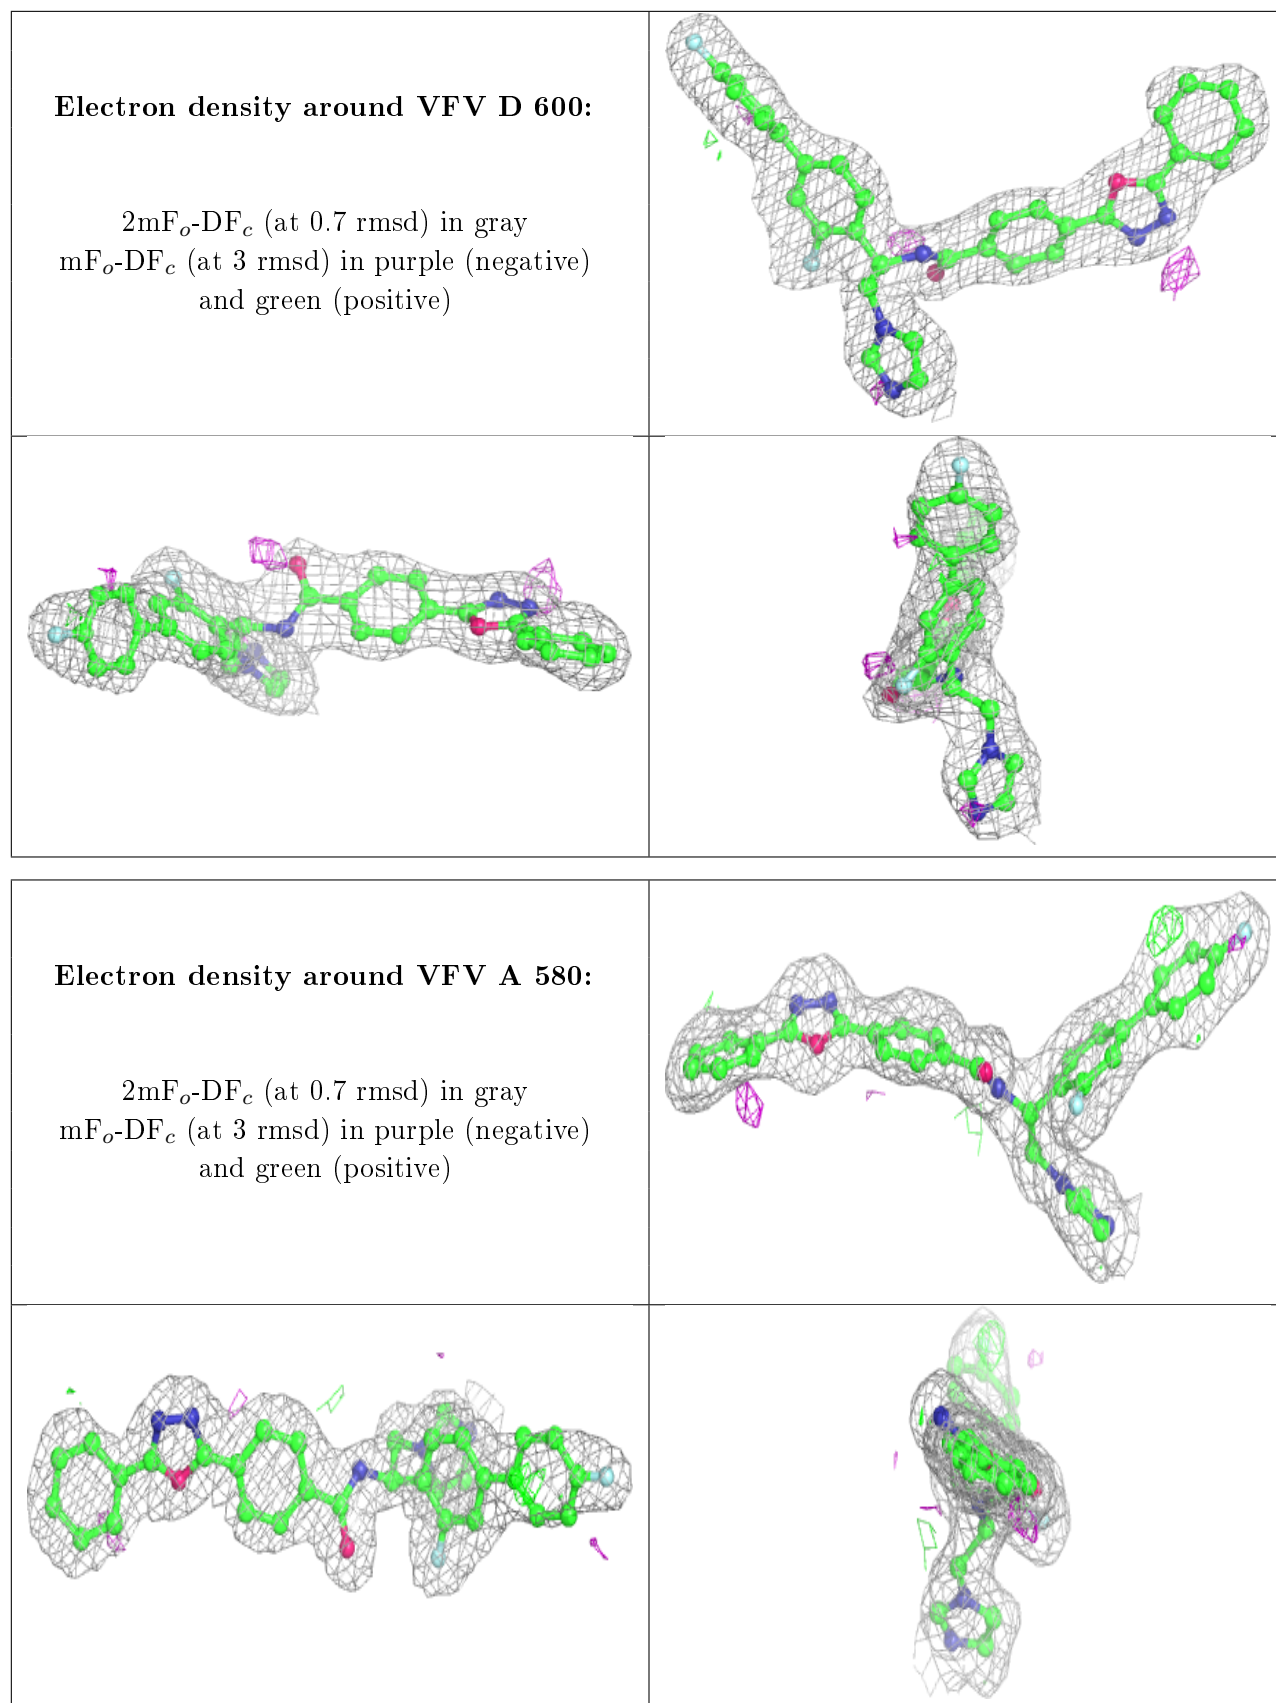 Electron density around VFV D 600:
2mFo-DFc (at 0.7 rmsd) in gray
mFo-DFc (at 3 rmsd) in purple (negative)
and green (positive)
Electron density around VFV A 580:
2mFo-DFc (at 0.7 rmsd) in gray
mFo-DFc (at 3 rmsd) in purple (negative)
and green (positive)